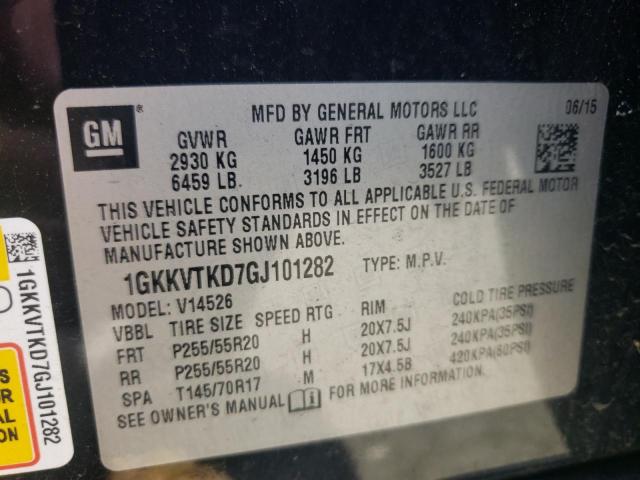 GM
MFD BY GENERAL MOTORS LLC 06/15
GVWR GAWR FRT GAWR RR
2930 KG 1450 KG 1600 KG
6459 LB. 3196 LB 3527 LB
THIS VEHICLE CONFORMS TO ALL APPLICABLE U.S. FEDERAL MOTOR
VEHICLE SAFETY STANDARDS IN EFFECT ON THE DATE OF
MANUFACTURE SHOWN ABOVE.
1GKKVTKD7GJ101282 TYPE: M.P.V.
MODEL: V14526
VBBL TIRE SIZE SPEED RTG RIM COLD TIRE PRESSURE
FRT P255/55R20 H 20X7.5J 240KPA(35PSI)
RR P255/55R20 H 20X7.5J 240KPA(35PSI)
SPA T145/70R17 M 17X4.5B 420KPA(60PSI)
SEE OWNER'S MANUAL FOR MORE INFORMATION.
1GKKVTKD7GJ101282